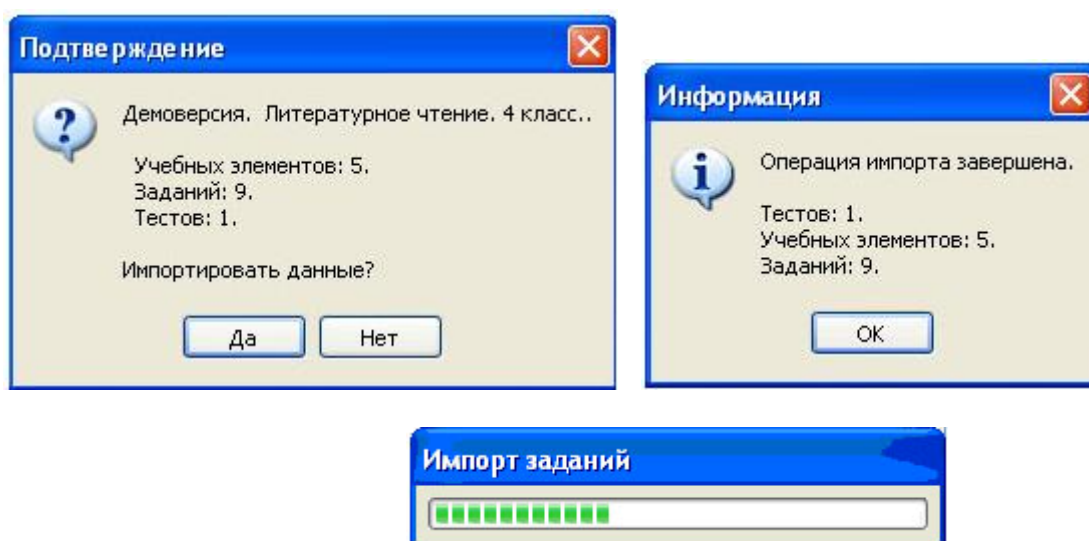 Подтверждение
Демоверсия. Литературное чтение. 4 класс..
Учебных элементов: 5.
Заданий: 9.
Тестов: 1.
Импортировать данные?
Да
Нет
Информация
Операция импорта завершена.
Тестов: 1.
Учебных элементов: 5.
Заданий: 9.
ОК
Импорт заданий